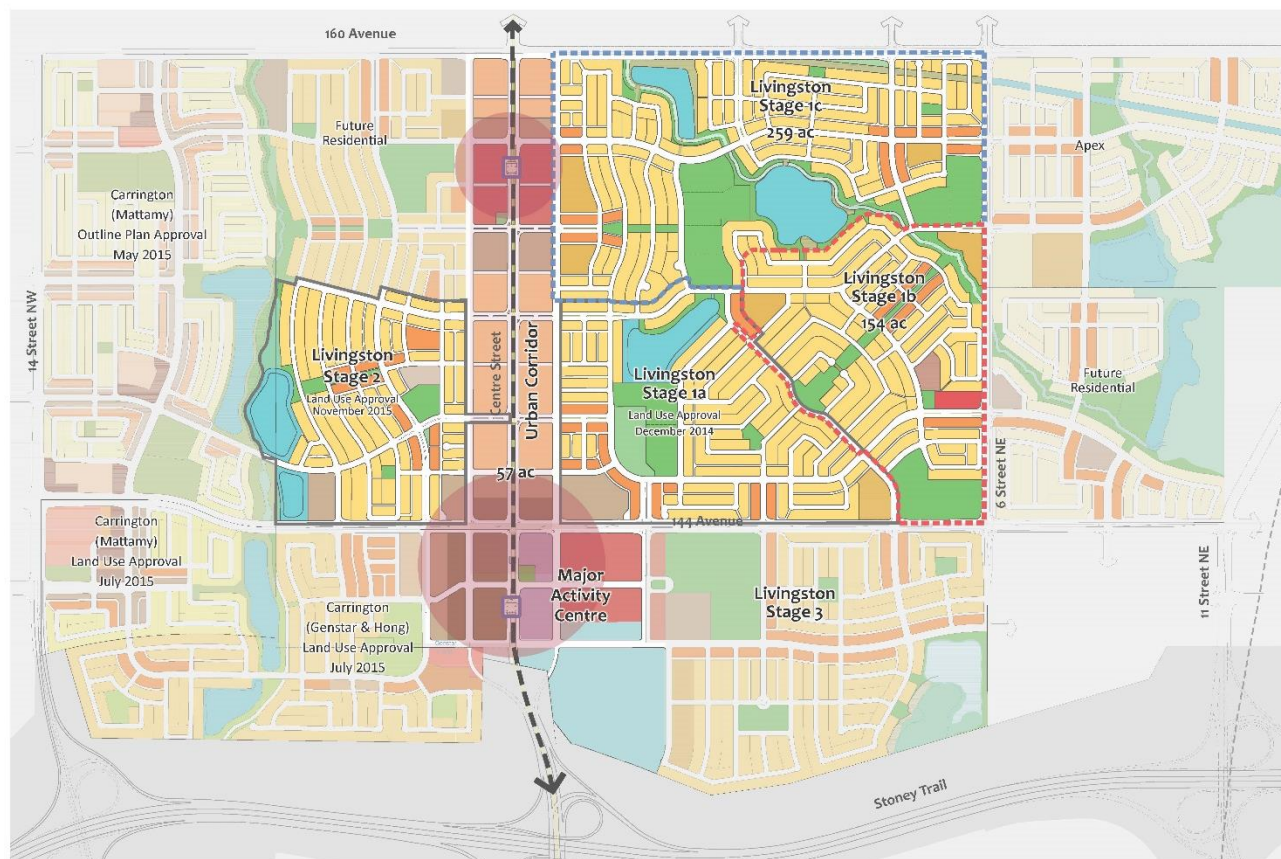 160 Avenue
Livingston
Stage 1c
259 ac
Future
Residential
Apex
Carrington
(Mattamy)
Outline Plan Approval
May 2015
14 Street NW
Livingston
Stage 2
Land Use Approval
November 2015
Centre Street
Urban Corridor
57 ac
Livingston
Stage 1a
Land Use Approval
December 2014
Livingston
Stage 1b
154 ac
Future
Residential
6 Street NE
11 Street NE
144 Avenue
Carrington
(Mattamy)
Land Use Approval
July 2015
Carrington
(Genstar & Hong)
Land Use Approval
July 2015
Major
Activity
Centre
Livingston
Stage 3
Stoney Trail